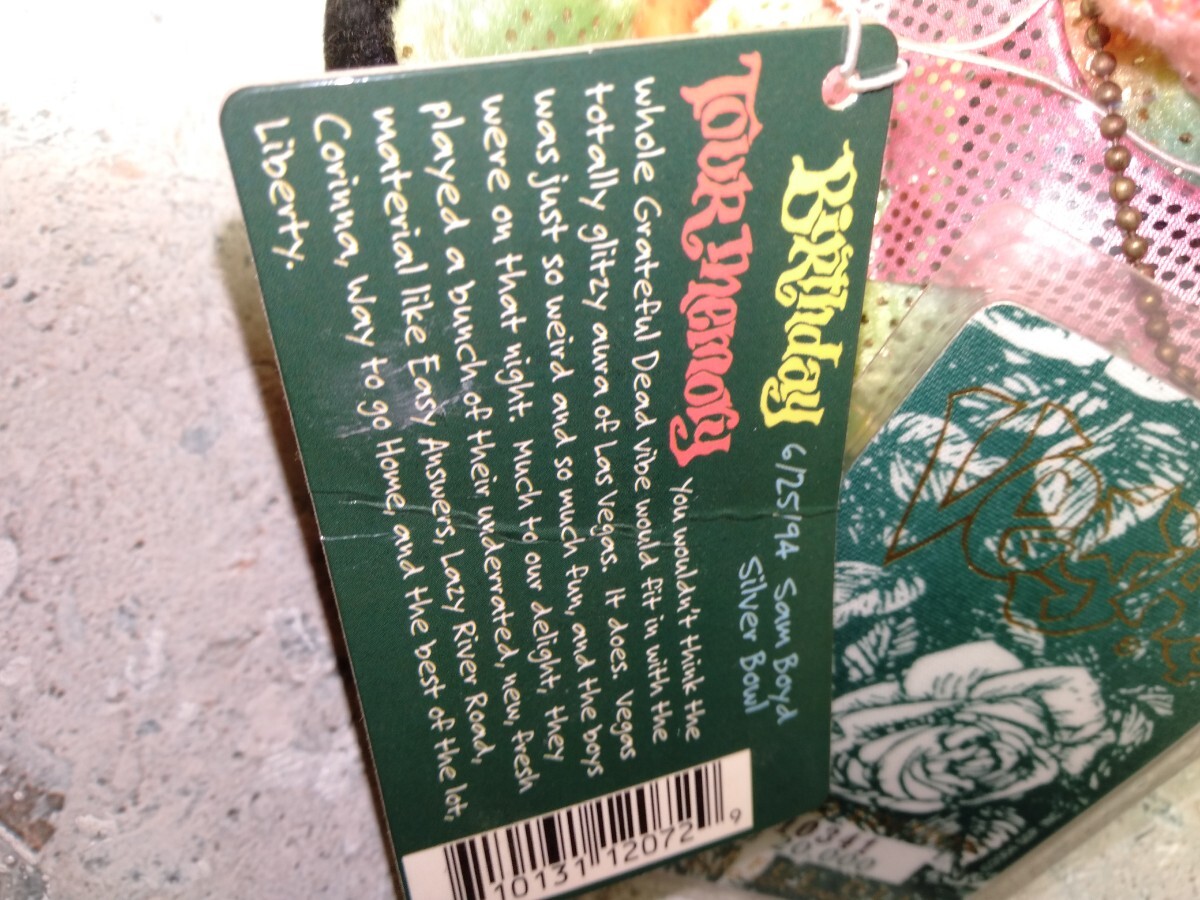 Birthday 6/25/94 Sam Boyd
Silver Bowl
TOUR Memory You wouldn't think the
whole Grateful Dead vibe would fit in with the
totally glitzy aura of Las Vegas. It does. Vegas
was just so weird and so much fun, and the boys
were on that night. Much to our delight, they
played a bunch of their underrated, new, fresh
material like Easy Answers, Lazy River Road,
Corinna, Way to go Home, and the best of the lot,
Liberty.
10131 12072 9